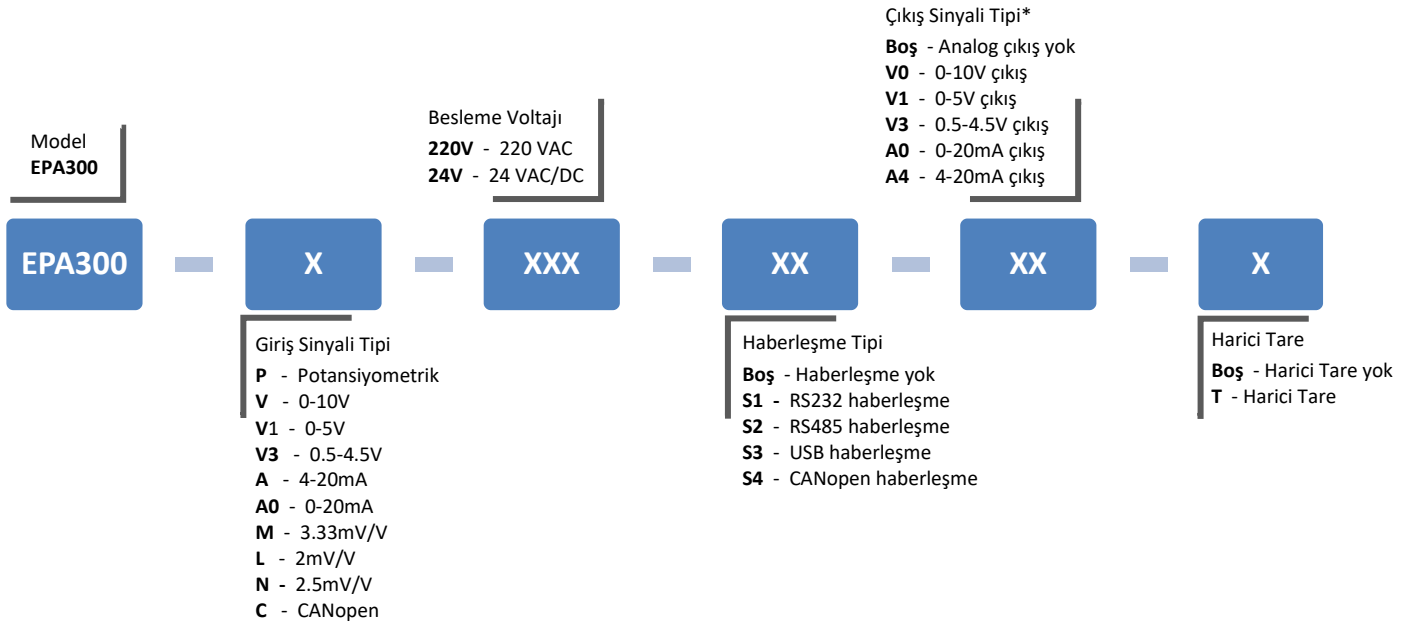 Çıkış Sinyali Tipi*
Boş - Analog çıkış yok
V0 - 0-10V çıkış
V1 - 0-5V çıkış
V3 - 0.5-4.5V çıkış
A0 - 0-20mA çıkış
A4 - 4-20mA çıkış
Besleme Voltajı
220V - 220 VAC
24V - 24 VAC/DC
Model
EPA300
EPA300
X
XXX
XX
XX
X
Giriş Sinyali Tipi
P - Potansiyometrik
V - 0-10V
V1 - 0-5V
V3 - 0.5-4.5V
A - 4-20mA
A0 - 0-20mA
M - 3.33mV/V
L - 2mV/V
N - 2.5mV/V
C - CANopen
Haberleşme Tipi
Boş - Haberleşme yok
S1 - RS232 haberleşme
S2 - RS485 haberleşme
S3 - USB haberleşme
S4 - CANopen haberleşme
Harici Tare
Boş - Harici Tare yok
T - Harici Tare